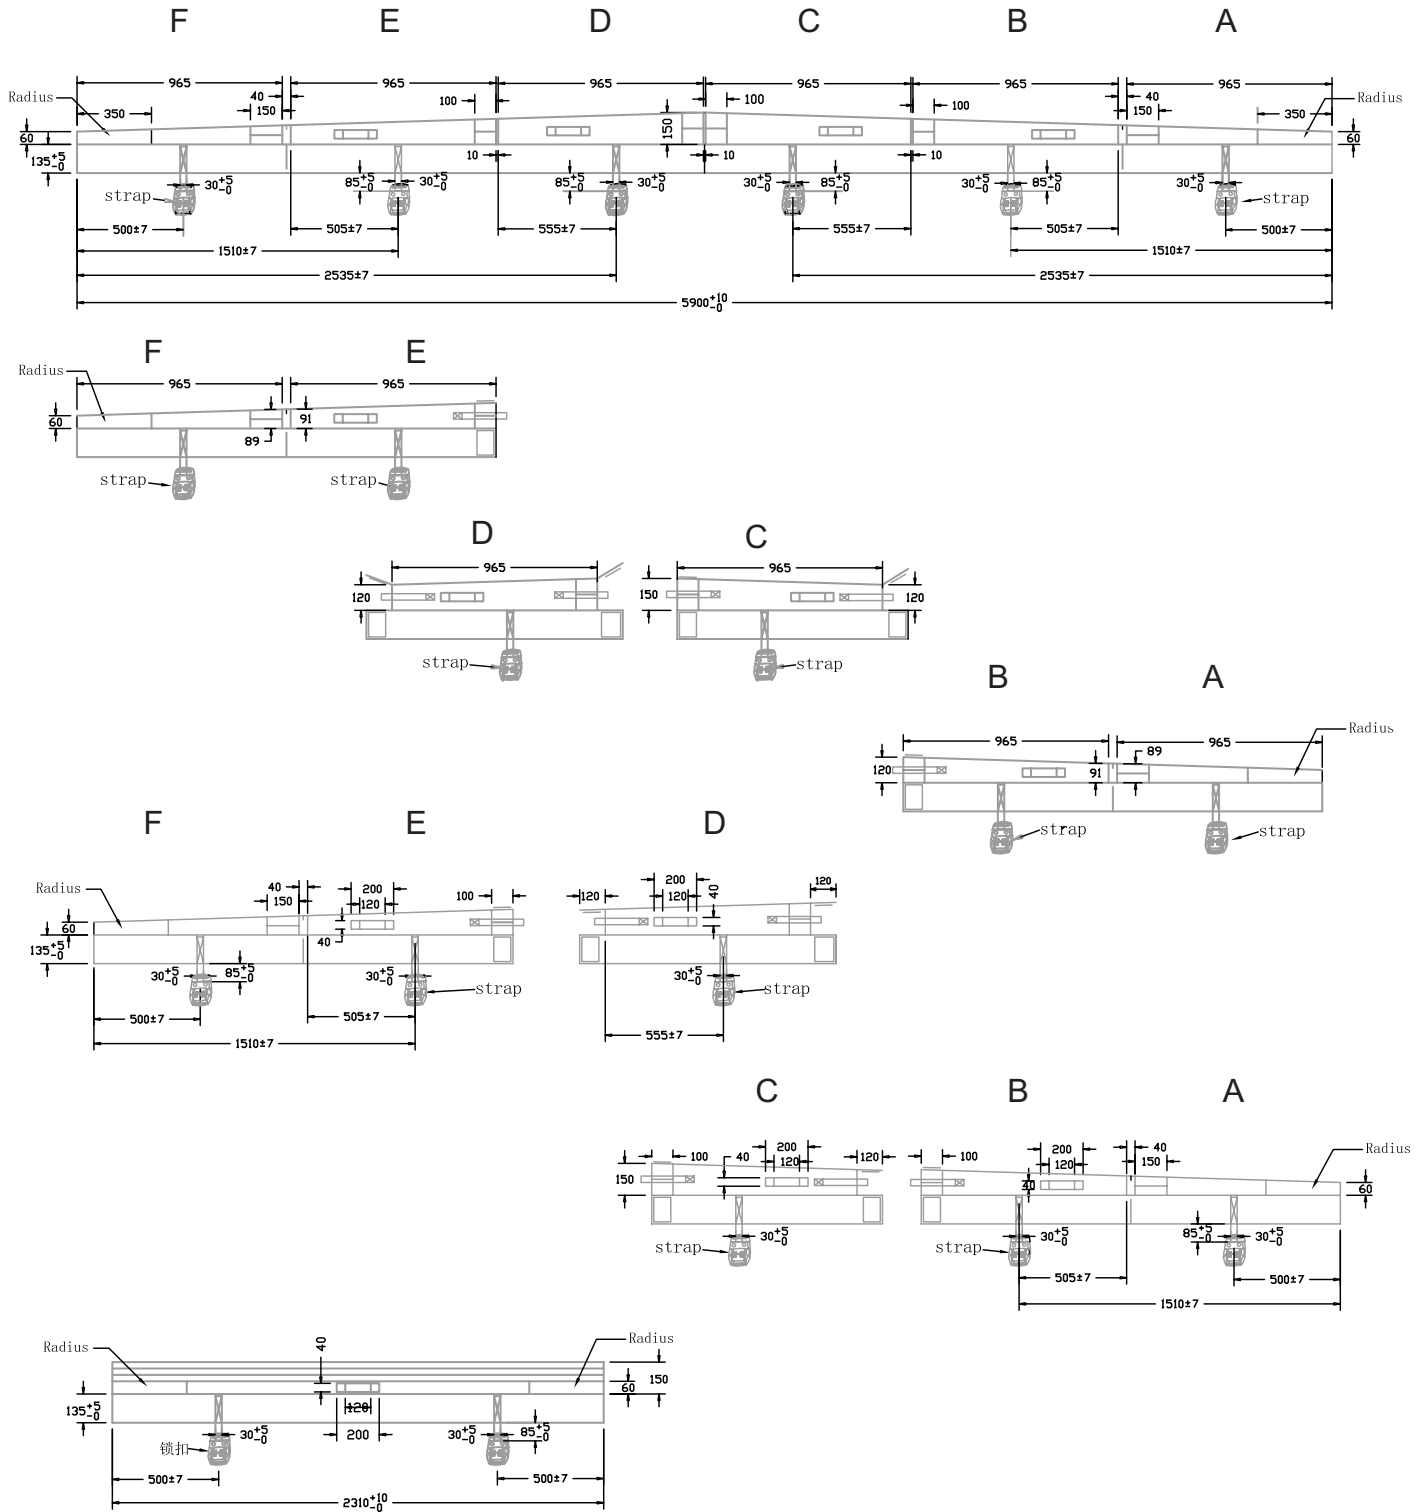 F E D C B A
965 965 965 965 965 965
Radius 350 40 150 100 100 100 40 150 350 Radius
60 150 60
135+5-0 10 10 10
30+5-0 85+5-0 30+5-0 85+5-0 30+5-0 30+5-0 85+5-0 30+5-0 85+5-0 30+5-0
strap strap
500±7 505±7 555±7 555±7 505±7 500±7
1510±7 1510±7
2535±7 2535±7
5900+10-0
F E
Radius 965 965
60 89 91
strap strap
D C
965 965
120 150 120
strap strap
B A
Radius
965 965
120 91 89
strap strap
F E D
Radius 40 150 200 120 100 120 200 120 40 120
60 40
135+5-0
30+5-0 85+5-0 30+5-0 30+5-0
strap strap
500±7 505±7 555±7
1510±7
C B A
100 40 200 120 120 100 200 120 40 150 Radius
150 40 60
30+5-0 30+5-0 85+5-0 30+5-0
strap strap
505±7 500±7
1510±7
Radius 40 Radius
60 150
135+5-0 120
30+5-0 200 30+5-0 85+5-0
锁扣
500±7 500±7
2310+10-0